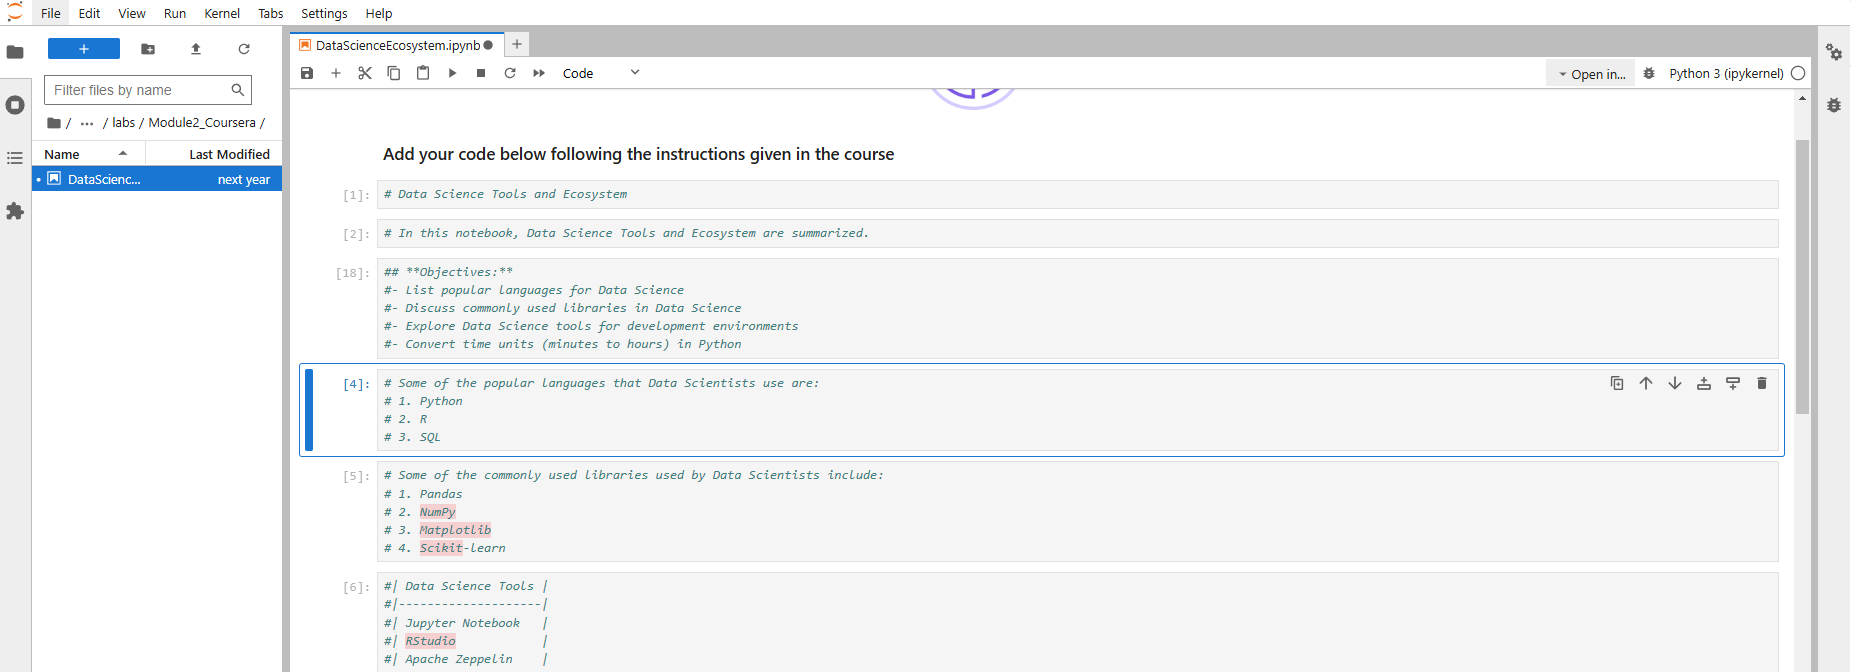 File Edit View Run Kernel Tabs Settings Help
DataScienceEcosystem.ipynb
Code
Open in...
Python 3 (ipykernel)
Filter files by name
/ ... / labs / Module2_Coursera /
Name Last Modified
DataScienc... next year
Add your code below following the instructions given in the course
[1]: # Data Science Tools and Ecosystem
[2]: # In this notebook, Data Science Tools and Ecosystem are summarized.
[18]: ## **Objectives:**
#- List popular languages for Data Science
#- Discuss commonly used libraries in Data Science
#- Explore Data Science tools for development environments
#- Convert time units (minutes to hours) in Python
[4]: # Some of the popular languages that Data Scientists use are:
# 1. Python
# 2. R
# 3. SQL
[5]: # Some of the commonly used libraries used by Data Scientists include:
# 1. Pandas
# 2. NumPy
# 3. Matplotlib
# 4. Scikit-learn
[6]: #| Data Science Tools |
#|--------------------|
#| Jupyter Notebook   |
#| RStudio            |
#| Apache Zeppelin    |